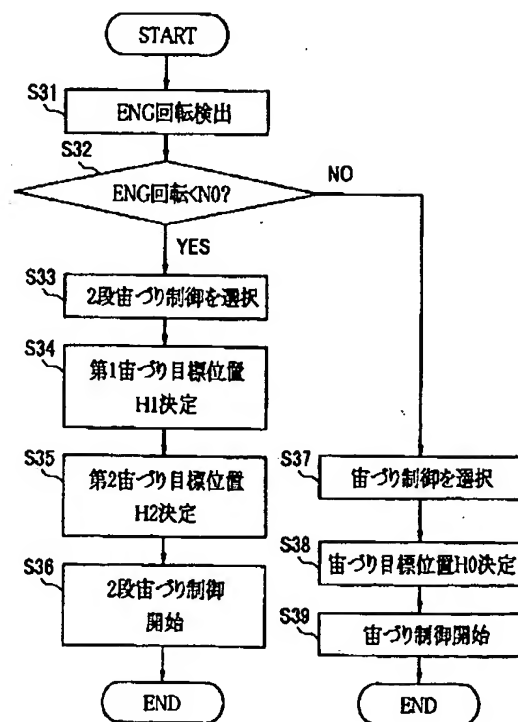 START
S31
ENG回転検出
S32
ENG回転<N0?
NO
YES
S33
2段宙づり制御を選択
S34
第1宙づり目標位置
H1決定
S35
第2宙づり目標位置
H2決定
S36
2段宙づり制御
開始
END
S37
宙づり制御を選択
S38
宙づり目標位置H0決定
S39
宙づり制御開始
END